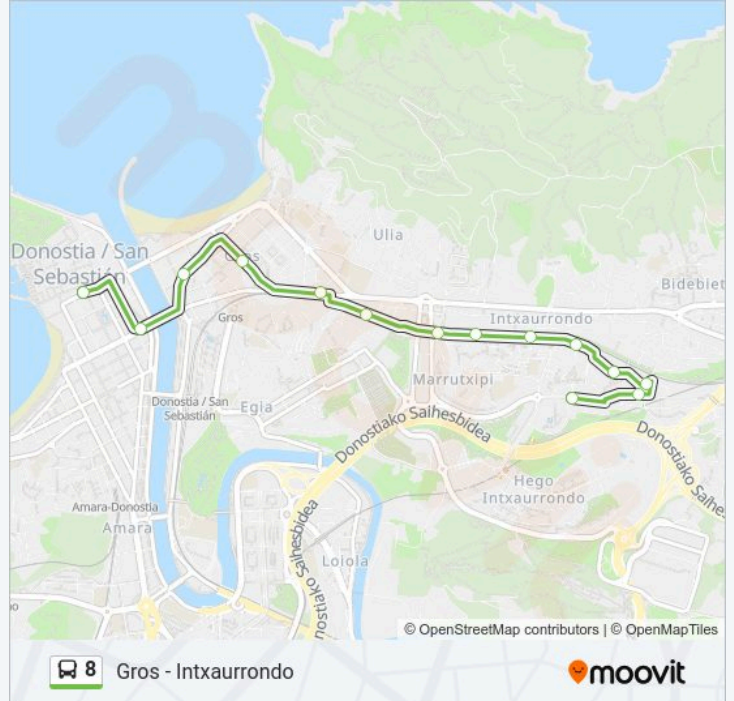 Donostia / San
Sebastián
Ulia
Gros
Bidebiet
Gros
Intxaurrondo
Marrutxipi
Donostia / San
Sebastián
Egia
Donostiako Saihesbidea
Donostiako Saihes
Hego
Intxaurrondo
Amara-Donostia
Amara
Donostiako Saihesbidea
Loiola
© OpenStreetMap contributors | © OpenMapTiles
8 Gros - Intxaurrondo
moovit